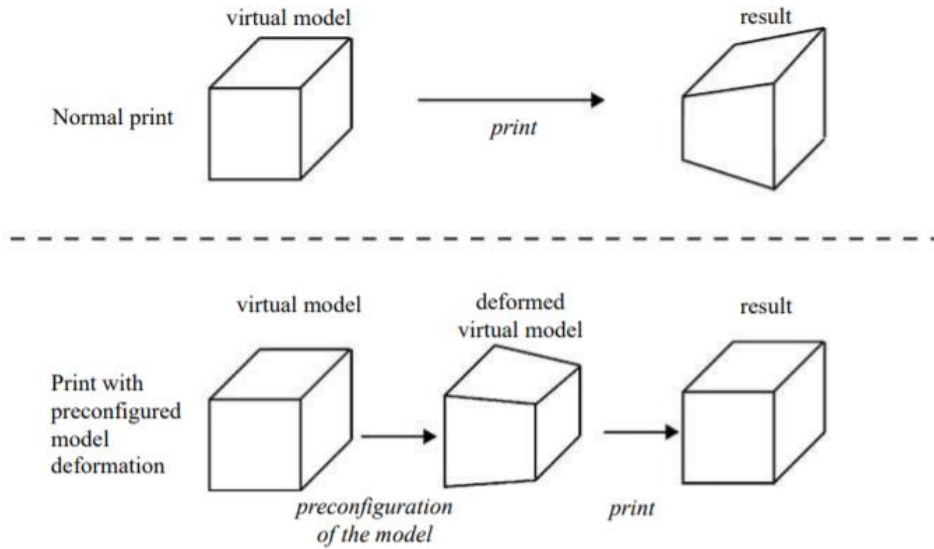 virtual model
result
Normal print
print
virtual model
deformed
virtual model
result
Print with
preconfigured
model
deformation
preconfiguration
of the model
print